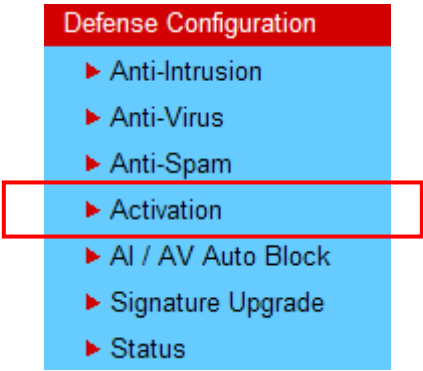 Defense Configuration
Anti-Intrusion
Anti-Virus
Anti-Spam
Activation
AI / AV Auto Block
Signature Upgrade
Status